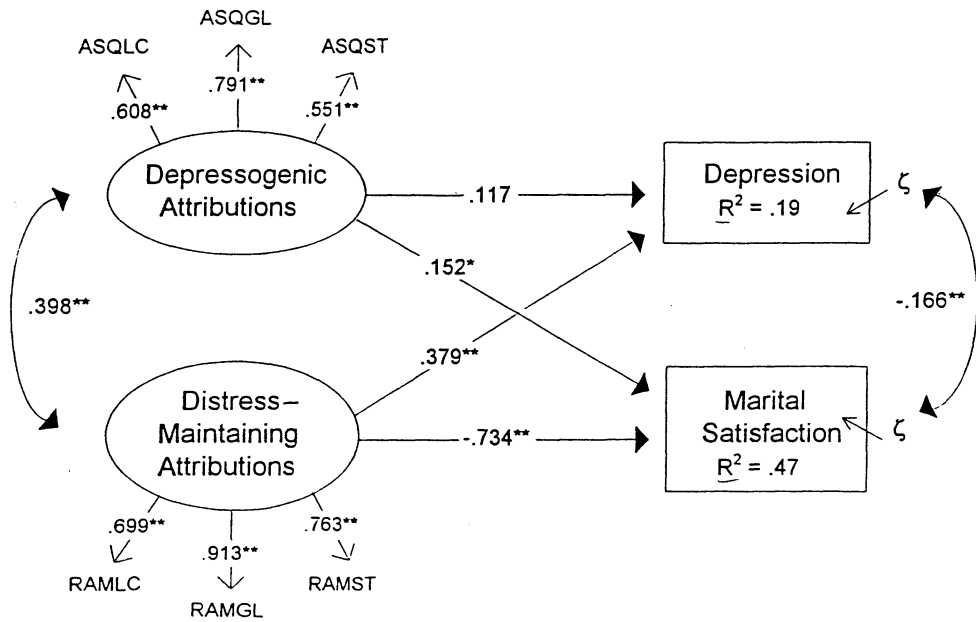 ASQGL
ASQLC
ASQST
.791**
.608**
.551**
Depressogenic
Attributions
.117
Depression
R² = .19
ζ
.152*
.398**
-.166**
.379**
Distress–
Maintaining
Attributions
-.734**
Marital
Satisfaction
R² = .47
ζ
.699**
.913**
.763**
RAMLC
RAMGL
RAMST